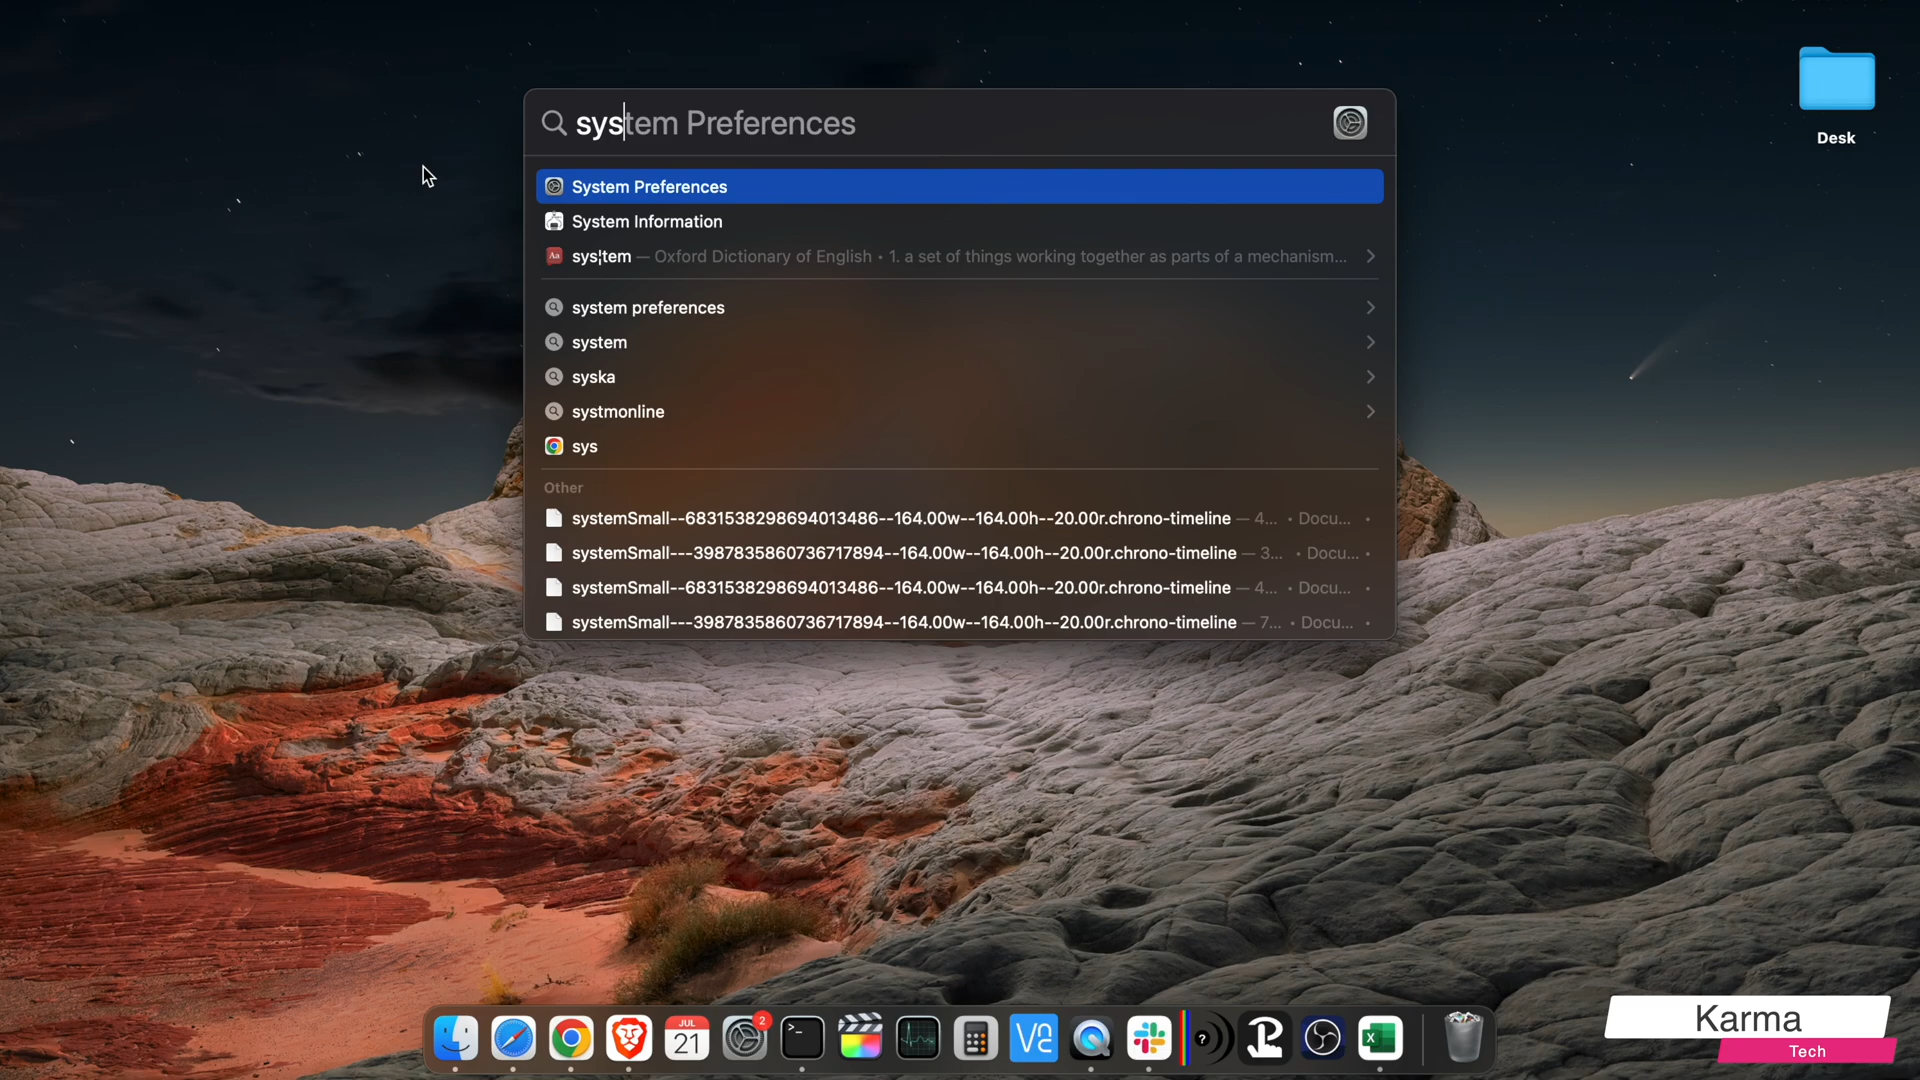 system Preferences
Desk
System Preferences
System Information
sys¦tem — Oxford Dictionary of English • 1. a set of things working together as parts of a mechanism...
system preferences
system
syska
systmonline
sys
Other
systemSmall--6831538298694013486--164.00w--164.00h--20.00r.chrono-timeline — 4... • Docu... •
systemSmall---3987835860736717894--164.00w--164.00h--20.00r.chrono-timeline — 3... • Docu... •
systemSmall--6831538298694013486--164.00w--164.00h--20.00r.chrono-timeline — 4... • Docu... •
systemSmall---3987835860736717894--164.00w--164.00h--20.00r.chrono-timeline — 7... • Docu... •
JUL
21
2
>_
VC
?
X
Karma
Tech